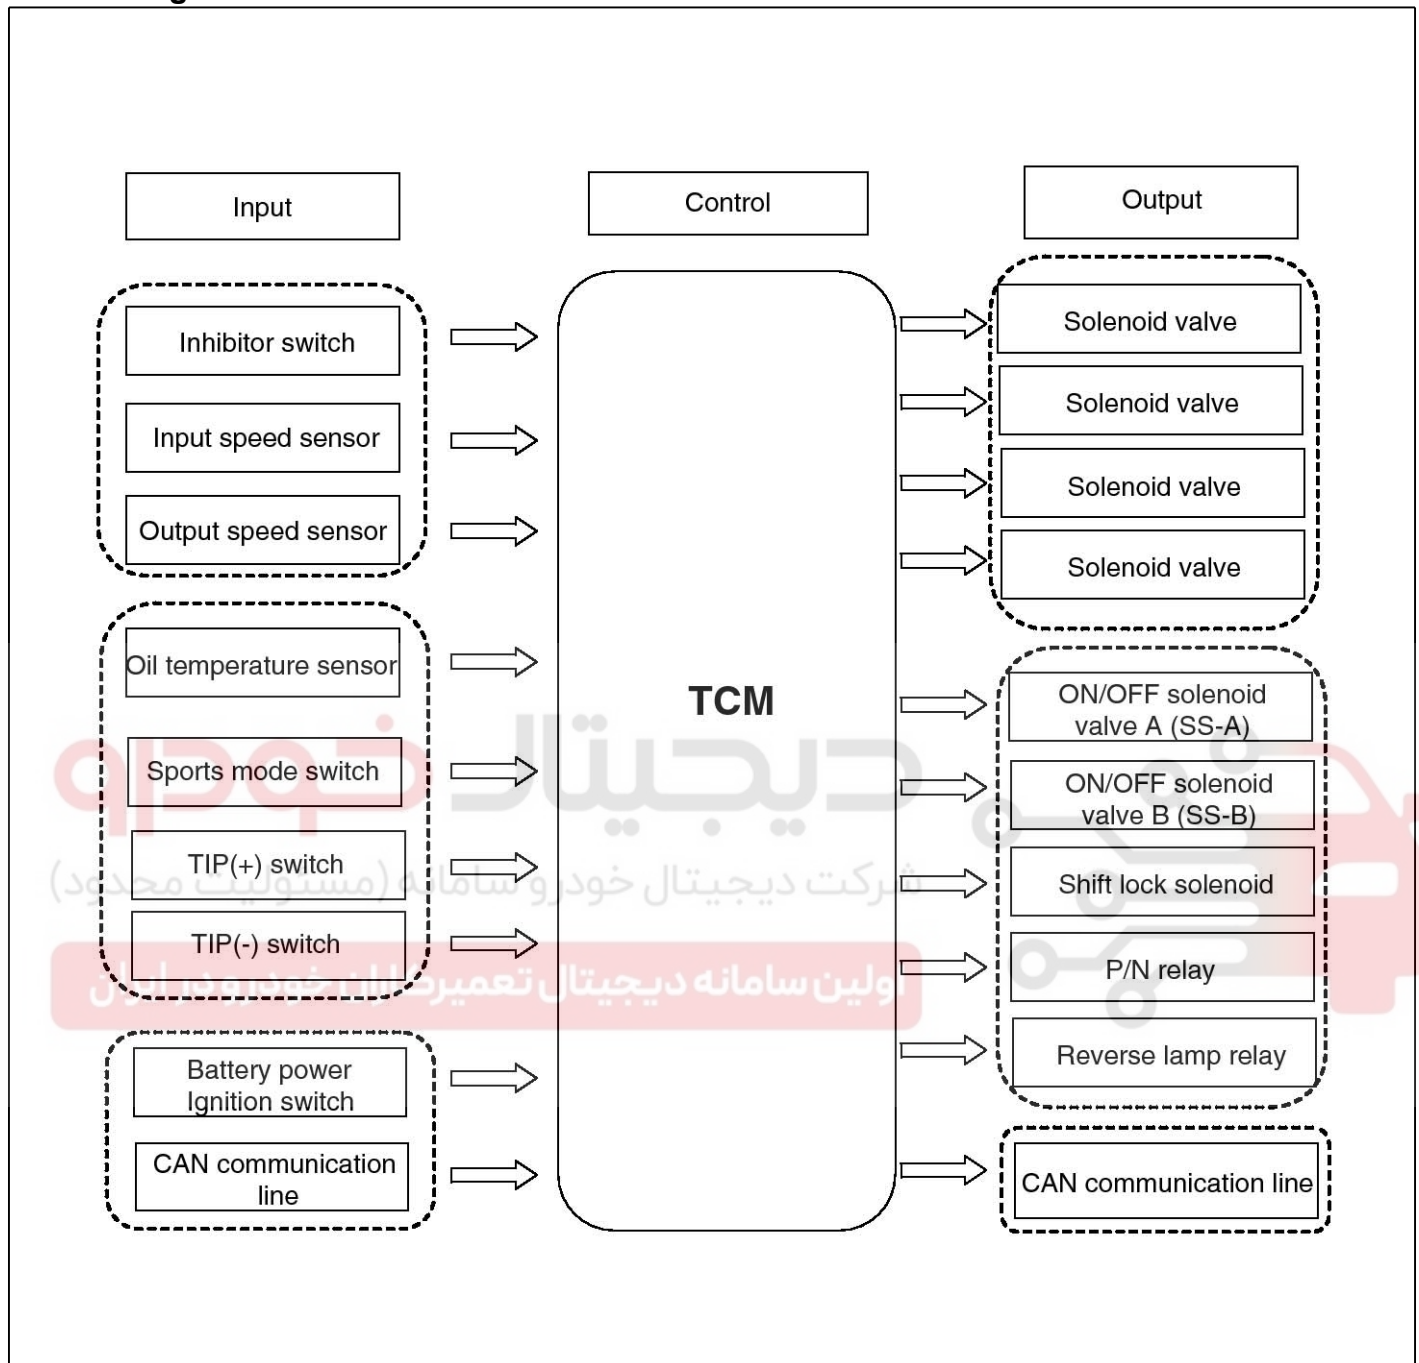 Input
Control
Output
Inhibitor switch
Input speed sensor
Output speed sensor
Oil temperature sensor
Sports mode switch
TIP(+) switch
TIP(-) switch
Battery power
Ignition switch
CAN communication
line
TCM
Solenoid valve
Solenoid valve
Solenoid valve
Solenoid valve
ON/OFF solenoid
valve A (SS-A)
ON/OFF solenoid
valve B (SS-B)
Shift lock solenoid
P/N relay
Reverse lamp relay
CAN communication line
دیجیتال خودرو
شرکت دیجیتال خودرو سامانه (مسئولیت محدود)
اولین سامانه دیجیتال تعمیرکاران خودرو در ایران